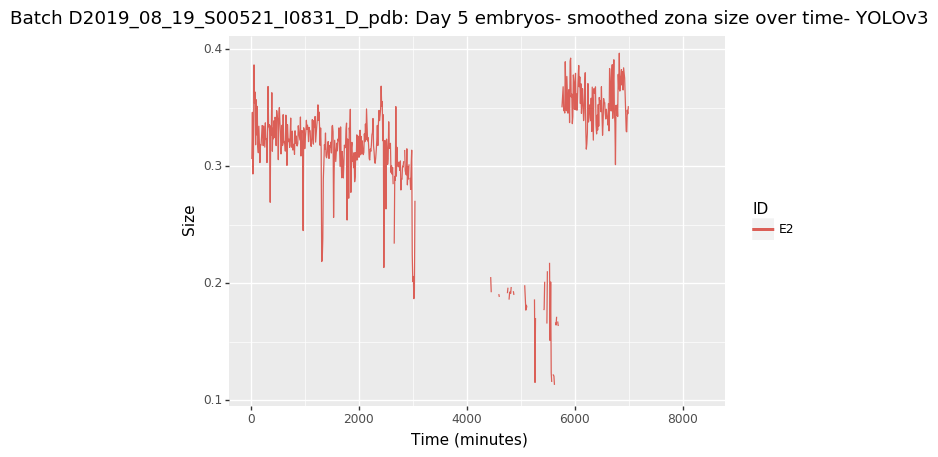 Batch D2019_08_19_S00521_I0831_D_pdb: Day 5 embryos- smoothed zona size over time- YOLOv3
0.4
0.3
0.2
0.1
Size
0
2000
4000
6000
8000
Time (minutes)
ID
E2